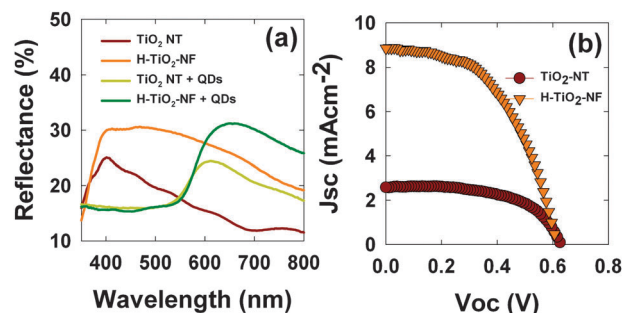 (a)
TiO2 NT
H-TiO2-NF
TiO2 NT + QDs
H-TiO2-NF + QDs
Reflectance (%)
50
40
30
20
10
400 500 600 700 800
Wavelength (nm)
(b)
TiO2-NT
H-TiO2-NF
Jsc (mAcm-2)
10
8
6
4
2
0
0.0 0.2 0.4 0.6 0.8
Voc (V)